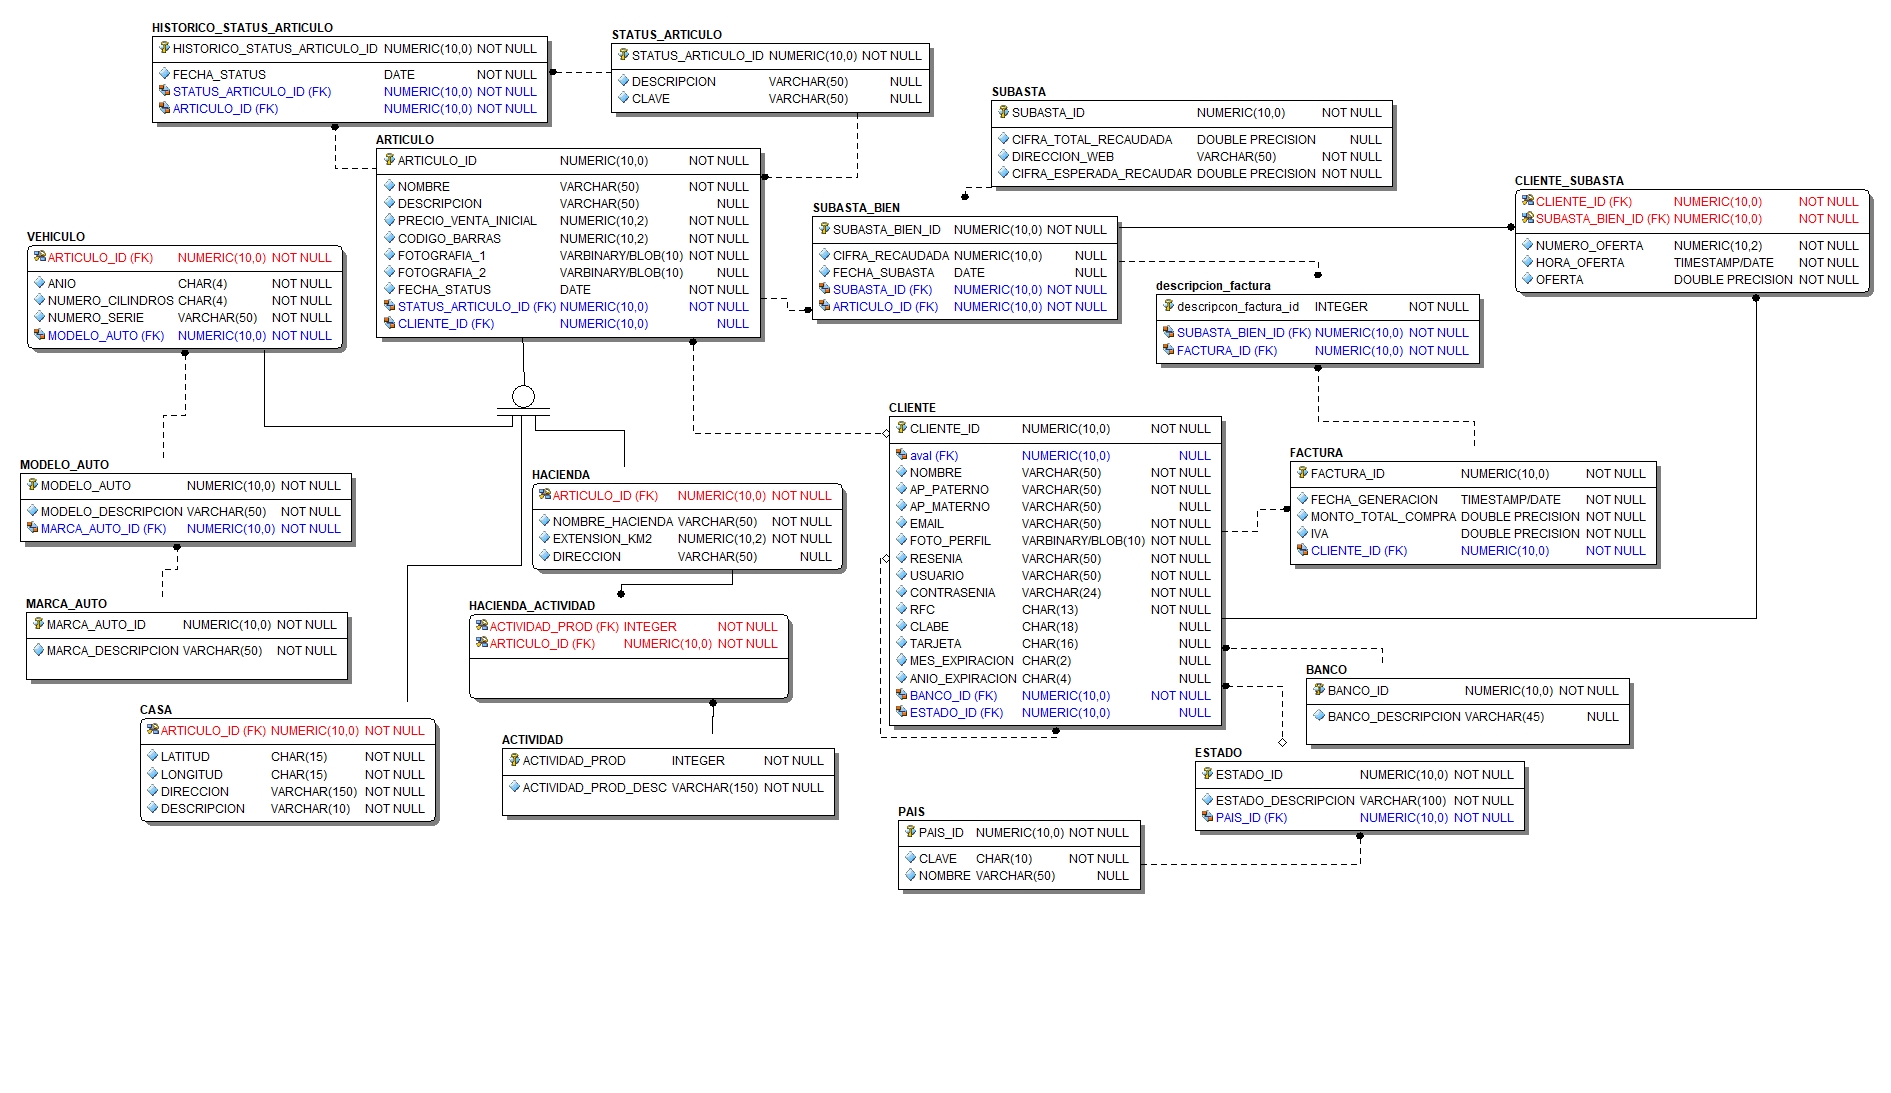 HISTORICO_STATUS_ARTICULO
HISTORICO_STATUS_ARTICULO_ID NUMERIC(10,0) NOT NULL
FECHA_STATUS DATE NOT NULL
STATUS_ARTICULO_ID (FK) NUMERIC(10,0) NOT NULL
ARTICULO_ID (FK) NUMERIC(10,0) NOT NULL
STATUS_ARTICULO
STATUS_ARTICULO_ID NUMERIC(10,0) NOT NULL
DESCRIPCION VARCHAR(50) NULL
CLAVE VARCHAR(50) NULL
SUBASTA
SUBASTA_ID NUMERIC(10,0) NOT NULL
CIFRA_TOTAL_RECAUDADA DOUBLE PRECISION NULL
DIRECCION_WEB VARCHAR(50) NOT NULL
CIFRA_ESPERADA_RECAUDAR DOUBLE PRECISION NOT NULL
ARTICULO
ARTICULO_ID NUMERIC(10,0) NOT NULL
NOMBRE VARCHAR(50) NOT NULL
DESCRIPCION VARCHAR(50) NULL
PRECIO_VENTA_INICIAL NUMERIC(10,2) NOT NULL
CODIGO_BARRAS NUMERIC(10,2) NOT NULL
FOTOGRAFIA_1 VARBINARY/BLOB(10) NOT NULL
FOTOGRAFIA_2 VARBINARY/BLOB(10) NULL
FECHA_STATUS DATE NOT NULL
STATUS_ARTICULO_ID (FK) NUMERIC(10,0) NOT NULL
CLIENTE_ID (FK) NUMERIC(10,0) NULL
CLIENTE_SUBASTA
CLIENTE_ID (FK) NUMERIC(10,0) NOT NULL
SUBASTA_BIEN_ID (FK) NUMERIC(10,0) NOT NULL
NUMERO_OFERTA NUMERIC(10,2) NOT NULL
HORA_OFERTA TIMESTAMP/DATE NOT NULL
OFERTA DOUBLE PRECISION NOT NULL
SUBASTA_BIEN
SUBASTA_BIEN_ID NUMERIC(10,0) NOT NULL
CIFRA_RECAUDADA NUMERIC(10,0) NULL
FECHA_SUBASTA DATE NULL
SUBASTA_ID (FK) NUMERIC(10,0) NOT NULL
ARTICULO_ID (FK) NUMERIC(10,0) NOT NULL
VEHICULO
ARTICULO_ID (FK) NUMERIC(10,0) NOT NULL
ANIO CHAR(4) NOT NULL
NUMERO_CILINDROS CHAR(4) NOT NULL
NUMERO_SERIE VARCHAR(50) NOT NULL
MODELO_AUTO (FK) NUMERIC(10,0) NOT NULL
descripcion_factura
descripcon_factura_id INTEGER NOT NULL
SUBASTA_BIEN_ID (FK) NUMERIC(10,0) NOT NULL
FACTURA_ID (FK) NUMERIC(10,0) NOT NULL
CLIENTE
CLIENTE_ID NUMERIC(10,0) NOT NULL
aval (FK) NUMERIC(10,0) NULL
NOMBRE VARCHAR(50) NOT NULL
AP_PATERNO VARCHAR(50) NOT NULL
AP_MATERNO VARCHAR(50) NULL
EMAIL VARCHAR(50) NOT NULL
FOTO_PERFIL VARBINARY/BLOB(10) NOT NULL
RESENIA VARCHAR(50) NOT NULL
USUARIO VARCHAR(50) NOT NULL
CONTRASENIA VARCHAR(24) NOT NULL
RFC CHAR(13) NOT NULL
CLABE CHAR(18) NULL
TARJETA CHAR(16) NULL
MES_EXPIRACION CHAR(2) NULL
ANIO_EXPIRACION CHAR(4) NULL
BANCO_ID (FK) NUMERIC(10,0) NOT NULL
ESTADO_ID (FK) NUMERIC(10,0) NULL
FACTURA
FACTURA_ID NUMERIC(10,0) NOT NULL
FECHA_GENERACION TIMESTAMP/DATE NOT NULL
MONTO_TOTAL_COMPRA DOUBLE PRECISION NOT NULL
IVA DOUBLE PRECISION NOT NULL
CLIENTE_ID (FK) NUMERIC(10,0) NOT NULL
MODELO_AUTO
MODELO_AUTO NUMERIC(10,0) NOT NULL
MODELO_DESCRIPCION VARCHAR(50) NOT NULL
MARCA_AUTO_ID (FK) NUMERIC(10,0) NOT NULL
HACIENDA
ARTICULO_ID (FK) NUMERIC(10,0) NOT NULL
NOMBRE_HACIENDA VARCHAR(50) NOT NULL
EXTENSION_KM2 NUMERIC(10,2) NOT NULL
DIRECCION VARCHAR(50) NULL
MARCA_AUTO
MARCA_AUTO_ID NUMERIC(10,0) NOT NULL
MARCA_DESCRIPCION VARCHAR(50) NOT NULL
HACIENDA_ACTIVIDAD
ACTIVIDAD_PROD (FK) INTEGER NOT NULL
ARTICULO_ID (FK) NUMERIC(10,0) NOT NULL
BANCO
BANCO_ID NUMERIC(10,0) NOT NULL
BANCO_DESCRIPCION VARCHAR(45) NULL
CASA
ARTICULO_ID (FK) NUMERIC(10,0) NOT NULL
LATITUD CHAR(15) NOT NULL
LONGITUD CHAR(15) NOT NULL
DIRECCION VARCHAR(150) NOT NULL
DESCRIPCION VARCHAR(10) NOT NULL
ACTIVIDAD
ACTIVIDAD_PROD INTEGER NOT NULL
ACTIVIDAD_PROD_DESC VARCHAR(150) NOT NULL
ESTADO
ESTADO_ID NUMERIC(10,0) NOT NULL
ESTADO_DESCRIPCION VARCHAR(100) NOT NULL
PAIS_ID (FK) NUMERIC(10,0) NOT NULL
PAIS
PAIS_ID NUMERIC(10,0) NOT NULL
CLAVE CHAR(10) NOT NULL
NOMBRE VARCHAR(50) NULL